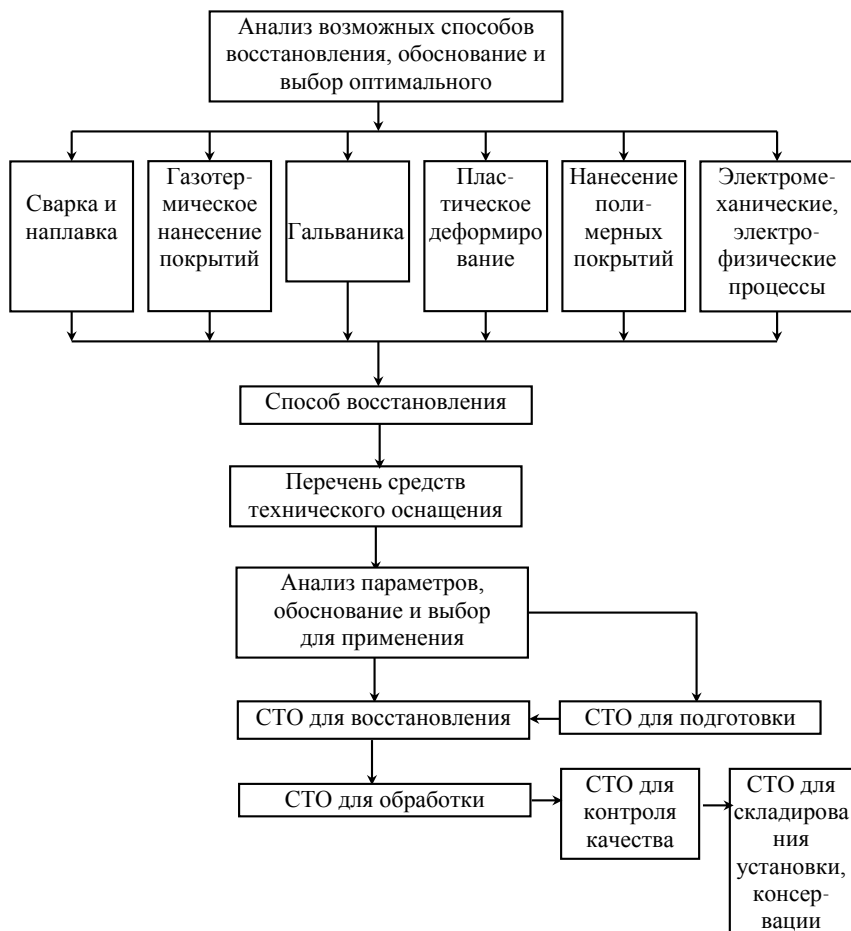 Анализ возможных способов
восстановления, обоснование и
выбор оптимального
Сварка и
наплавка
Газотер-
мическое
нанесение
покрытий
Гальваника
Плас-
тическое
деформиро
вание
Нанесение
поли-
мерных
покрытий
Электроме-
ханические,
электро-
физические
процессы
Способ восстановления
Перечень средств
технического оснащения
Анализ параметров,
обоснование и выбор
для применения
СТО для восстановления
СТО для подготовки
СТО для обработки
СТО для
контроля
качества
СТО для
складирова
ния
установки,
консер-
вации